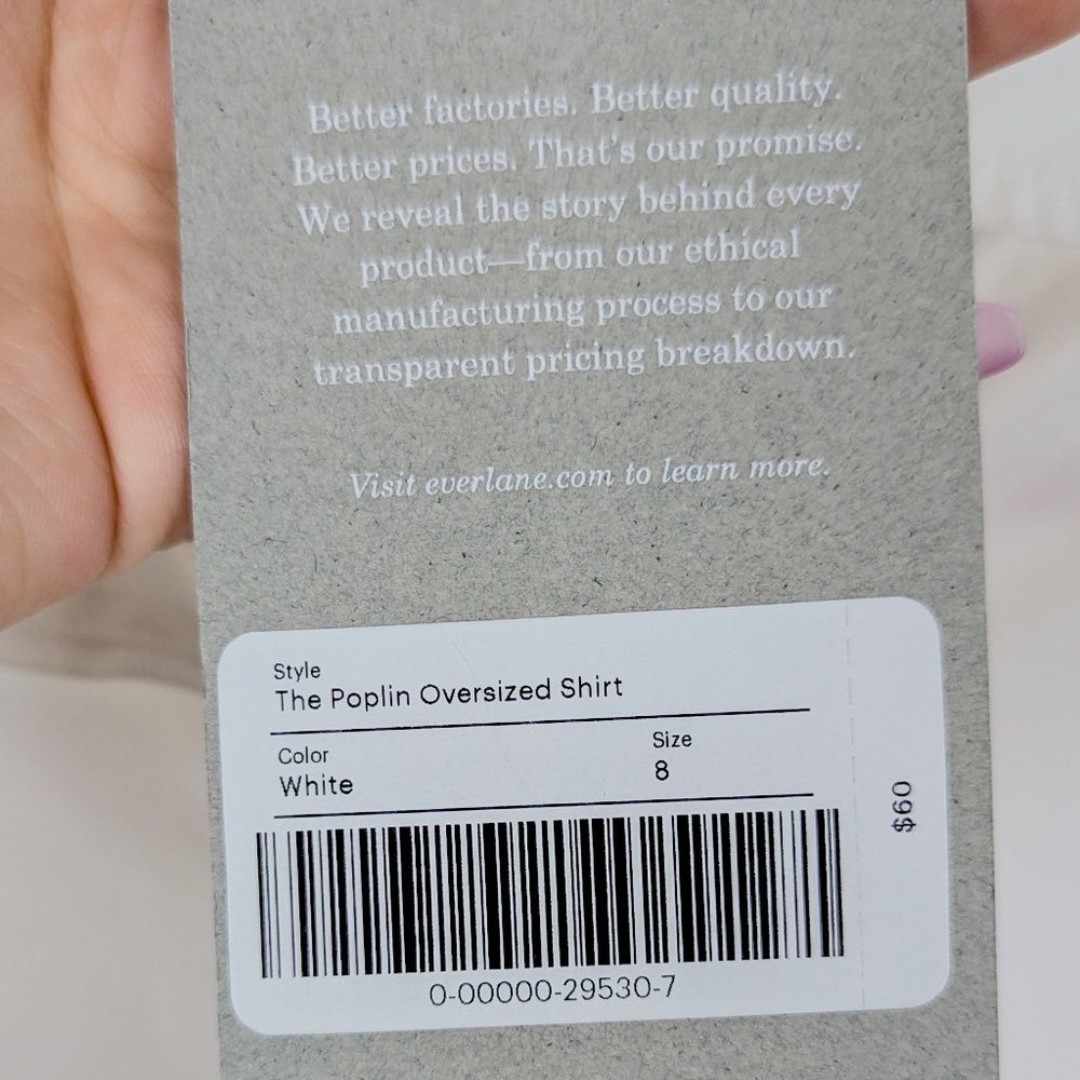 Better factories. Better quality.
Better prices. That's our promise.
We reveal the story behind every
product—from our ethical
manufacturing process to our
transparent pricing breakdown.
Visit everlane.com to learn more.
Style
The Poplin Oversized Shirt
Color
White
Size
8
$60
0-00000-29530-7